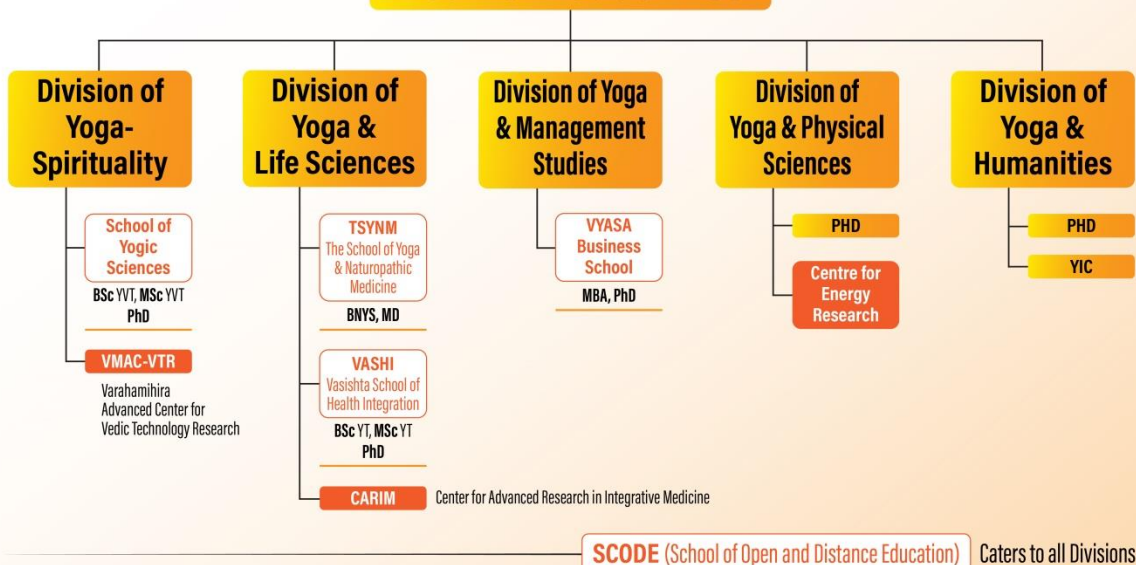 Division of
Yoga-
Spirituality
School of
Yogic
Sciences
BSc YVT, MSc YVT
PhD
VMAC-VTR
Varahamihira
Advanced Center for
Vedic Technology Research
Division of
Yoga &
Life Sciences
TSYNM
The School of Yoga
& Naturopathic
Medicine
BNYS, MD
VASHI
Vasishta School of
Health Integration
BSc YT, MSc YT
PhD
CARIM
Center for Advanced Research in Integrative Medicine
Division of Yoga
& Management
Studies
VYASA
Business
School
MBA, PhD
Division of
Yoga & Physical
Sciences
PHD
Centre for
Energy
Research
Division of
Yoga &
Humanities
PHD
YIC
SCODE (School of Open and Distance Education) Caters to all Divisions